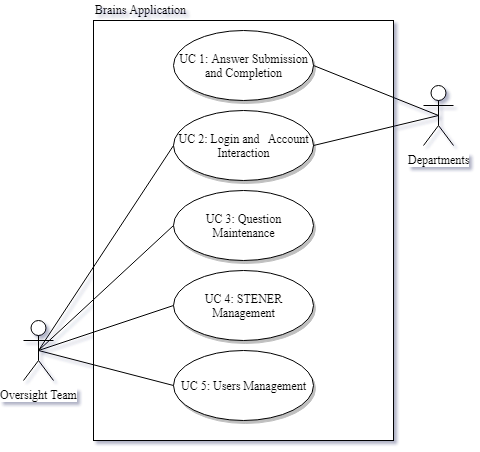 Brains Application
UC 1: Answer Submission
and Completion
UC 2: Login and Account
Interaction
Departments
UC 3: Question
Maintenance
UC 4: STENER
Management
UC 5: Users Management
Oversight Team